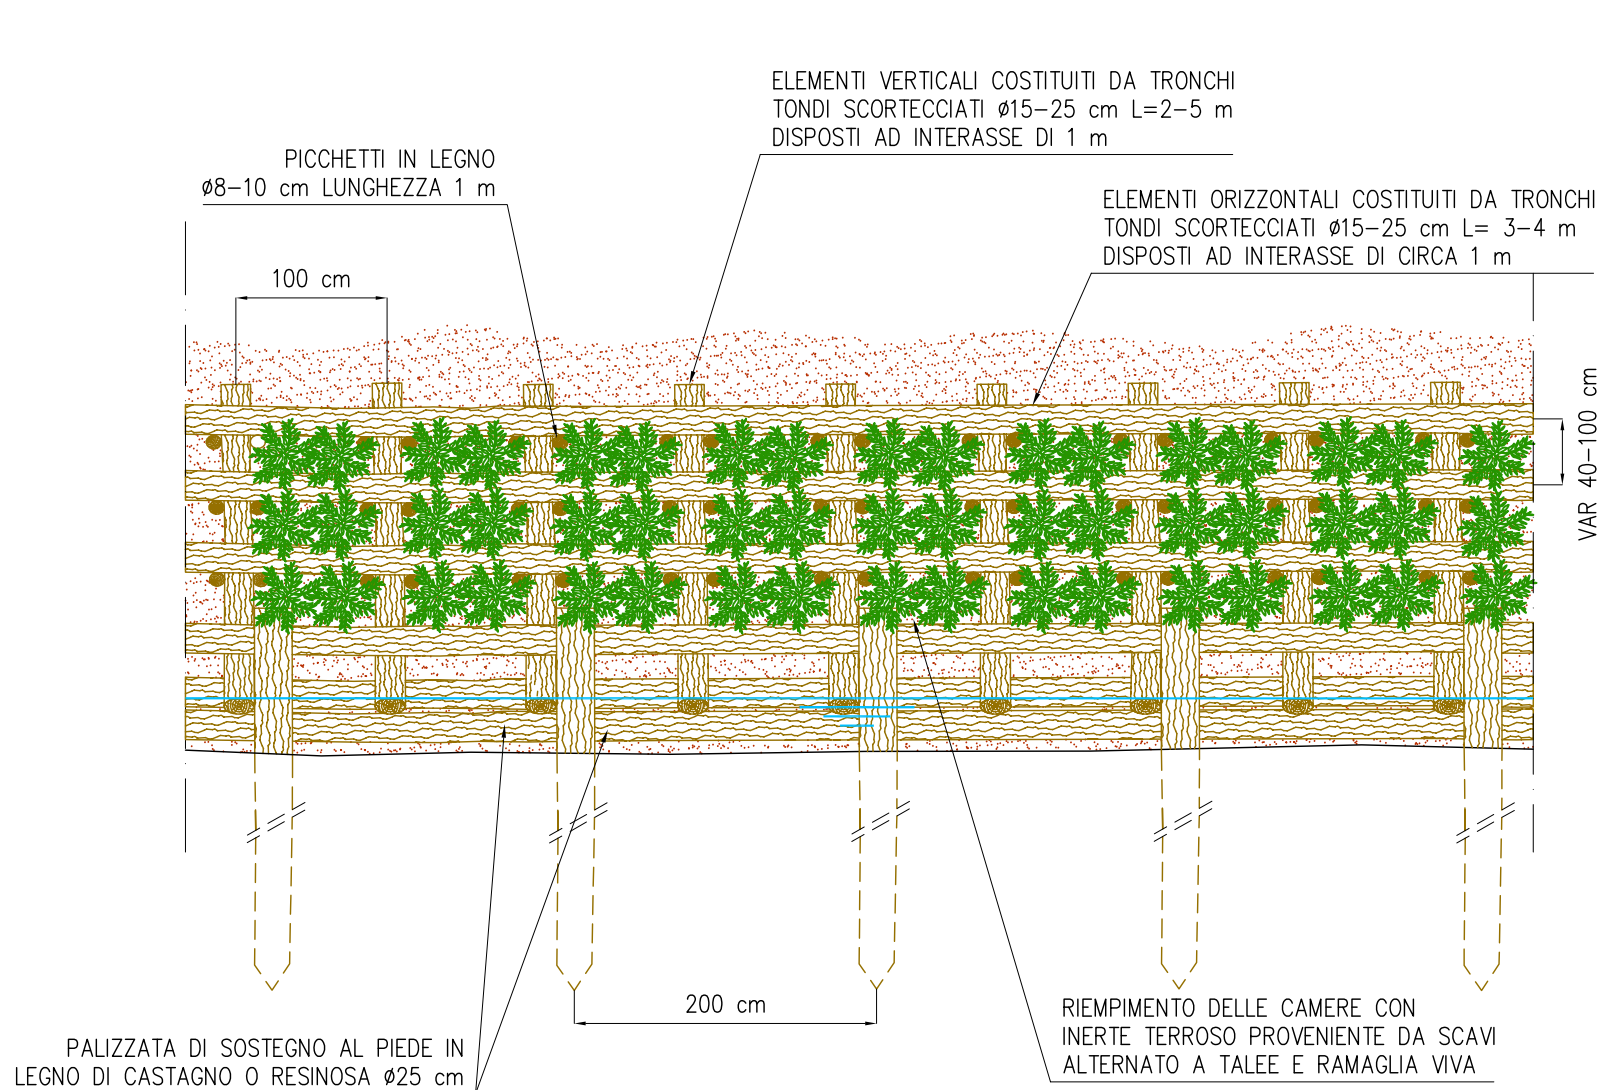 ELEMENTI VERTICALI COSTITUITI DA TRONCHI
TONDI SCORTECCIATI Ø15-25 cm L=2-5 m
DISPOSTI AD INTERASSE DI 1 m
PICCHETTI IN LEGNO
Ø8-10 cm LUNGHEZZA 1 m
ELEMENTI ORIZZONTALI COSTITUITI DA TRONCHI
TONDI SCORTECCIATI Ø15-25 cm L= 3-4 m
DISPOSTI AD INTERASSE DI CIRCA 1 m
100 cm
VAR 40-100 cm
200 cm
RIEMPIMENTO DELLE CAMERE CON
INERTE TERROSO PROVENIENTE DA SCAVI
ALTERNATO A TALEE E RAMAGLIA VIVA
PALIZZATA DI SOSTEGNO AL PIEDE IN
LEGNO DI CASTAGNO O RESINOSA Ø25 cm